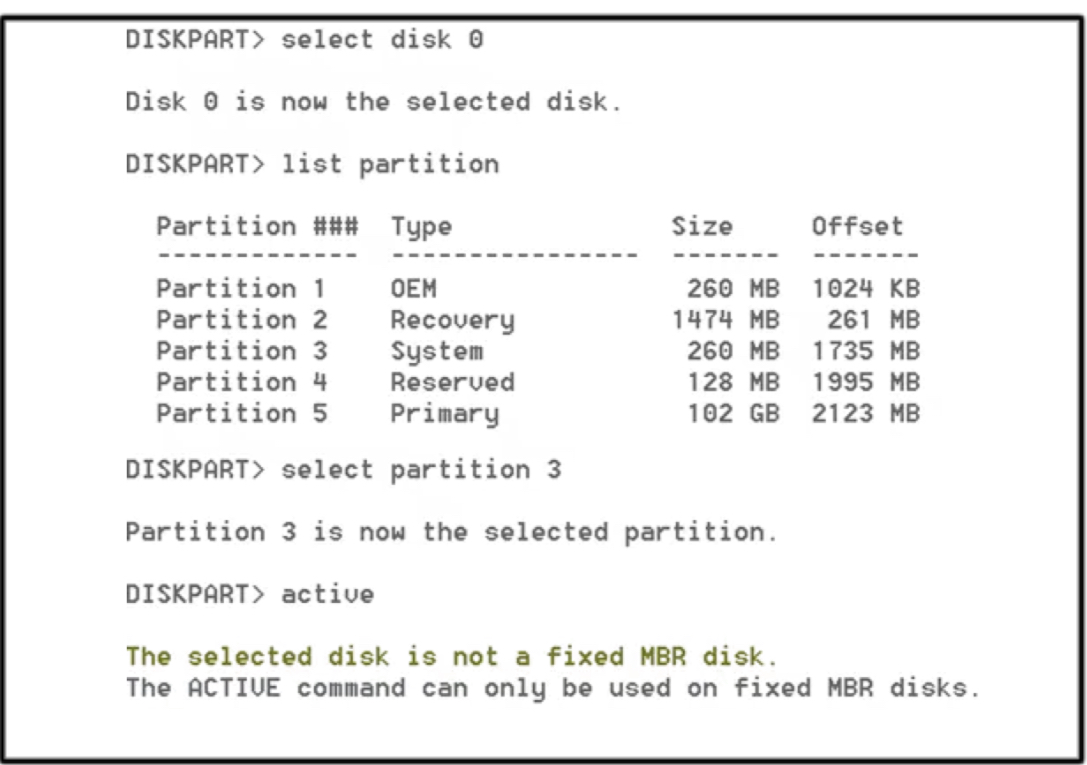 DISKPART> select disk 0
Disk 0 is now the selected disk.
DISKPART> list partition
Partition ### Type Size Offset
------------- ---------------- ------- -------
Partition 1 OEM 260 MB 1024 KB
Partition 2 Recovery 1474 MB 261 MB
Partition 3 System 260 MB 1735 MB
Partition 4 Reserved 128 MB 1995 MB
Partition 5 Primary 102 GB 2123 MB
DISKPART> select partition 3
Partition 3 is now the selected partition.
DISKPART> active
The selected disk is not a fixed MBR disk.
The ACTIVE command can only be used on fixed MBR disks.